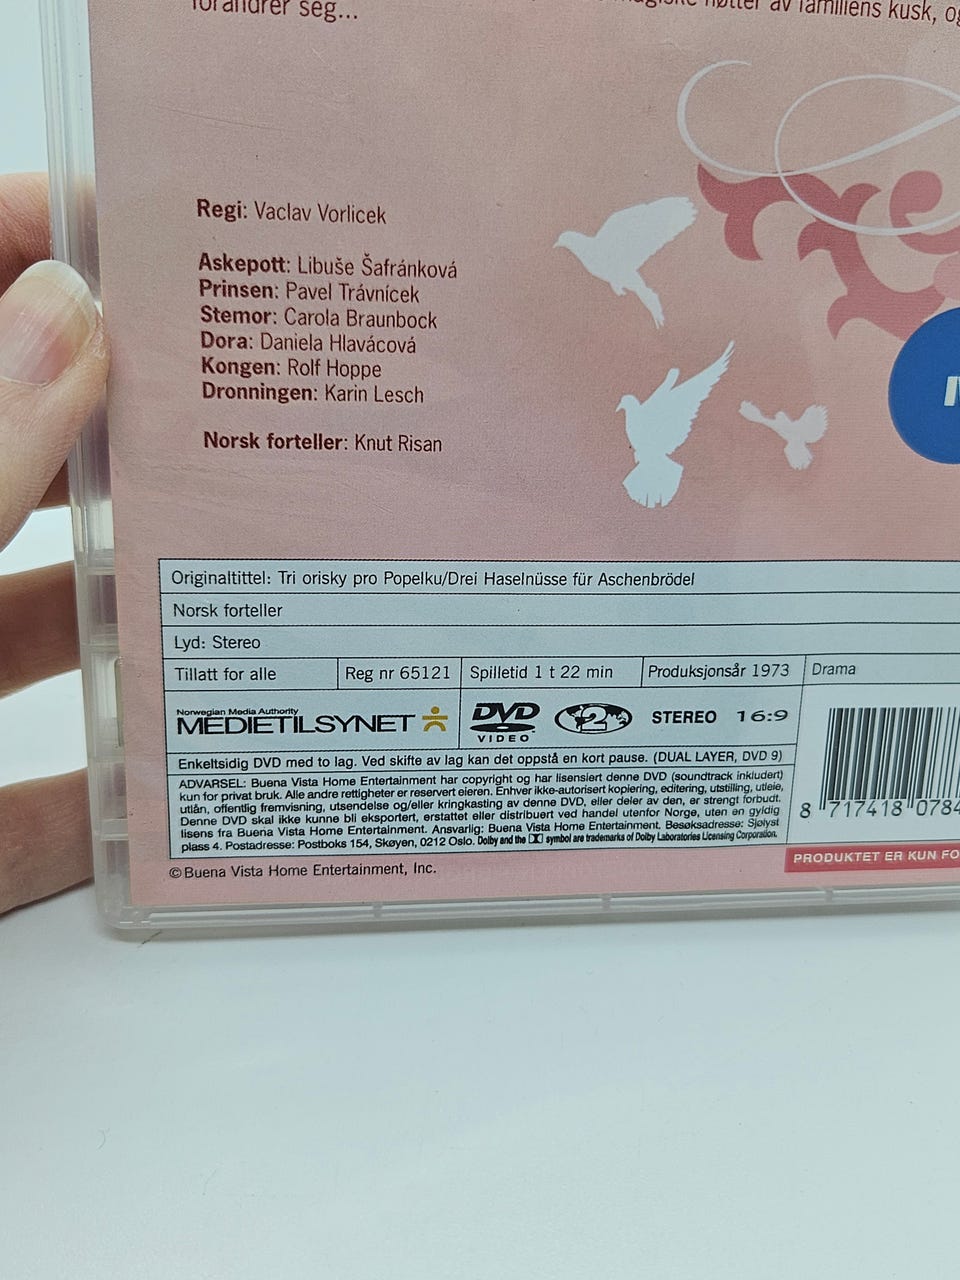 forandrer seg...
magiske nøtter av familiens kusk, og
Regi: Vaclav Vorlicek
Askepott: Libuše Šafránková
Prinsen: Pavel Trávnícek
Stemor: Carola Braunbock
Dora: Daniela Hlavácová
Kongen: Rolf Hoppe
Dronningen: Karin Lesch
Norsk forteller: Knut Risan
Originaltittel: Tri orisky pro Popelku/Drei Haselnüsse für Aschenbrödel
Norsk forteller
Lyd: Stereo
Tillatt for alle Reg nr 65121 Spilletid 1 t 22 min Produksjonsår 1973 Drama
Norwegian Media Authority
MEDIETILSYNET DVD VIDEO 2 STEREO 16:9
Enkeltsidig DVD med to lag. Ved skifte av lag kan det oppstå en kort pause. (DUAL LAYER, DVD 9)
ADVARSEL: Buena Vista Home Entertainment har copyright og har lisensiert denne DVD (soundtrack inkludert)
kun for privat bruk. Alle andre rettigheter er reservert eieren. Enhver ikke-autorisert kopiering, editering, utstilling, utleie,
utlån, offentlig fremvisning, utsendelse og/eller kringkasting av denne DVD, eller deler av den, er strengt forbudt.
Denne DVD skal ikke kunne bli eksportert, erstattet eller distribuert ved handel utenfor Norge, uten en gyldig
lisens fra Buena Vista Home Entertainment. Ansvarlig: Buena Vista Home Entertainment. Besøksadresse: Sjølyst
plass 4. Postadresse: Postboks 154, Skøyen, 0212 Oslo. Dolby and the symbol are trademarks of Dolby Laboratories Licensing Corporation.
8 717418 0784
©Buena Vista Home Entertainment, Inc.
PRODUKTET ER KUN FO